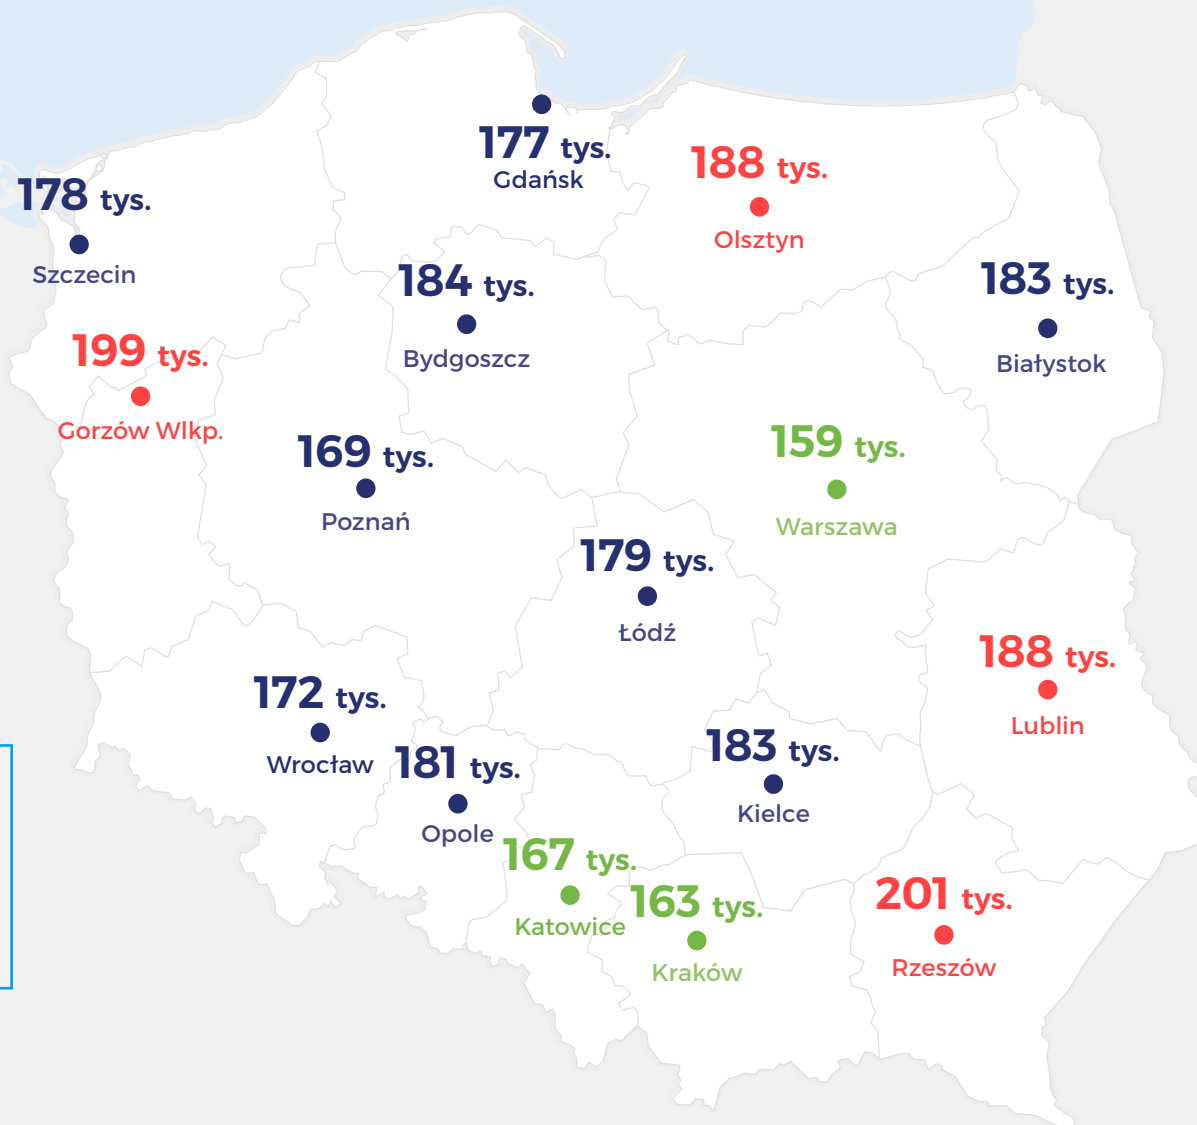 177 tys.
Gdańsk
188 tys.
Olsztyn
178 tys.
Szczecin
184 tys.
Bydgoszcz
183 tys.
Białystok
199 tys.
Gorzów Wlkp.
169 tys.
Poznań
159 tys.
Warszawa
179 tys.
Łódź
188 tys.
Lublin
172 tys.
Wrocław
181 tys.
Opole
183 tys.
Kielce
167 tys.
Katowice
163 tys.
Kraków
201 tys.
Rzeszów